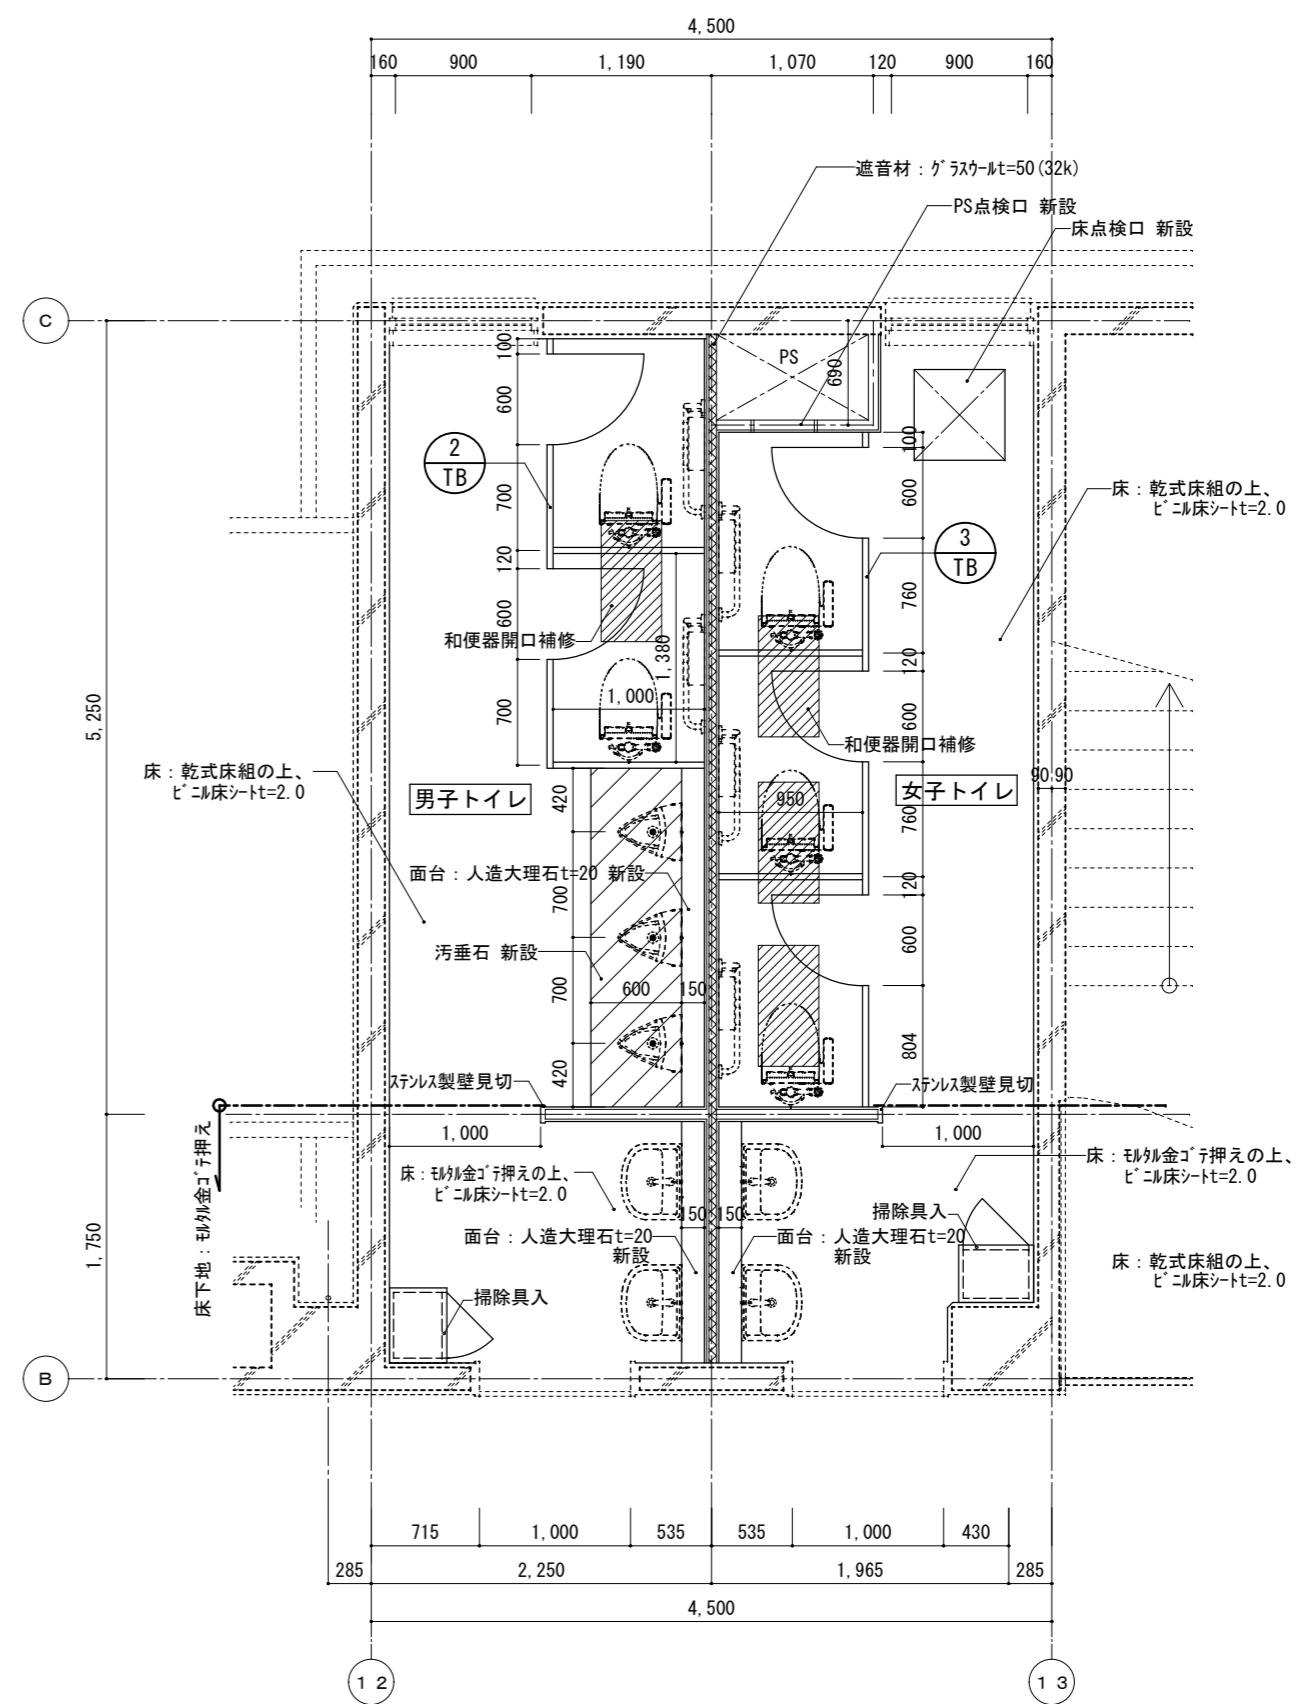 4,500
160
900
1,190
1,070
120
900
160
遮音材：グラスウールt=50(32k)
PS点検口 新設
床点検口 新設
C
PS
690
100
600
2
TB
700
120
600
和便器開口補修
1,380
1,000
700
100
600
3
TB
760
120
600
和便器開口補修
床：乾式床組の上、
ビニル床シートt=2.0
5,250
床：乾式床組の上、
ビニル床シートt=2.0
男子トイレ
420
950
女子トイレ
90
90
760
面台：人造大理石t=20 新設
700
120
汚垂石 新設
600
150
600
700
804
420
ステンレス製壁見切
ステンレス製壁見切
1,000
1,000
床下地：モルタル金ゴテ押え
床：モルタル金ゴテ押えの上、
ビニル床シートt=2.0
床：モルタル金ゴテ押えの上、
ビニル床シートt=2.0
掃除具入
150
150
面台：人造大理石t=20
新設
面台：人造大理石t=20
新設
床：乾式床組の上、
ビニル床シートt=2.0
1,750
掃除具入
B
715
1,000
535
535
1,000
430
285
2,250
1,965
285
4,500
12
13